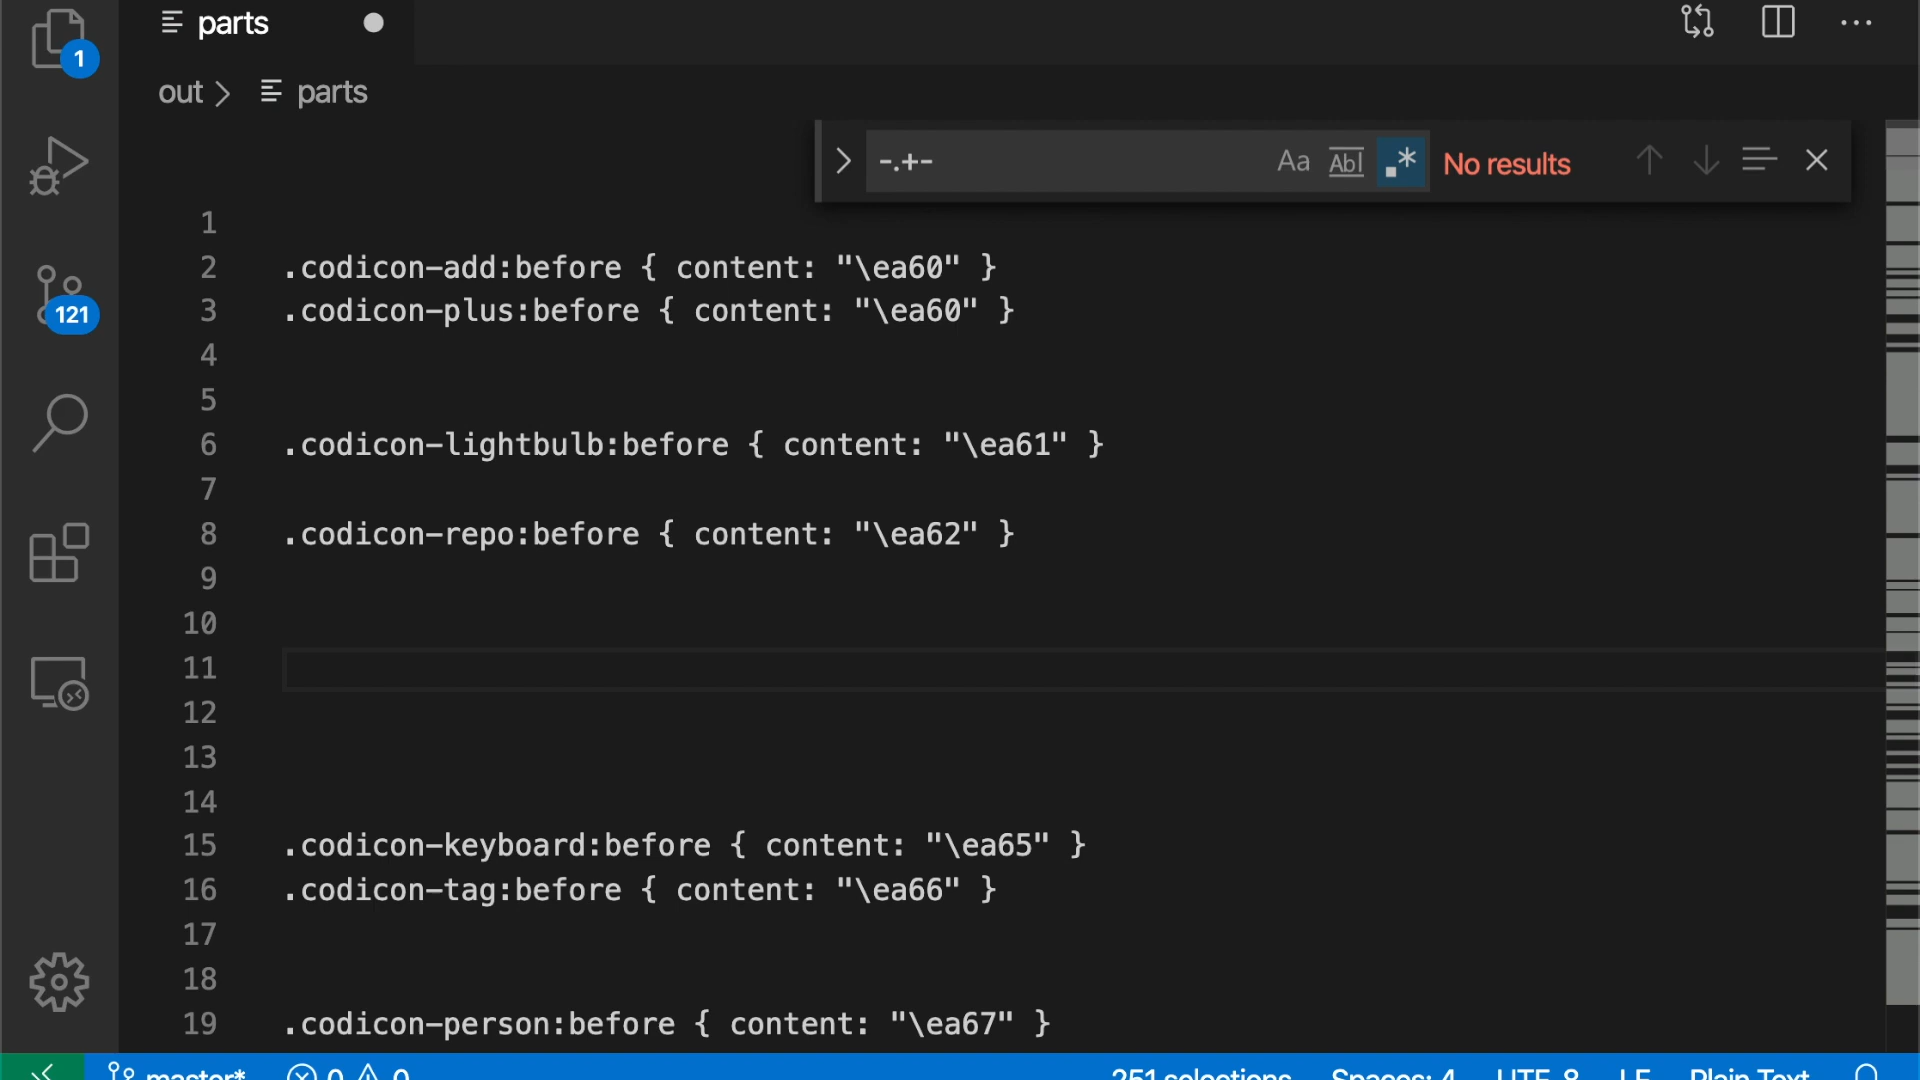 parts
1
out > parts
-.+- Aa Abl .* No results
1
2 .codicon-add:before { content: "\ea60" }
3 .codicon-plus:before { content: "\ea60" }
4
5
6 .codicon-lightbulb:before { content: "\ea61" }
7
8 .codicon-repo:before { content: "\ea62" }
9
10
11
12
13
14
15 .codicon-keyboard:before { content: "\ea65" }
16 .codicon-tag:before { content: "\ea66" }
17
18
19 .codicon-person:before { content: "\ea67" }
121
master* 0 0 251 selections Spaces: 4 UTF-8 LF Plain Text